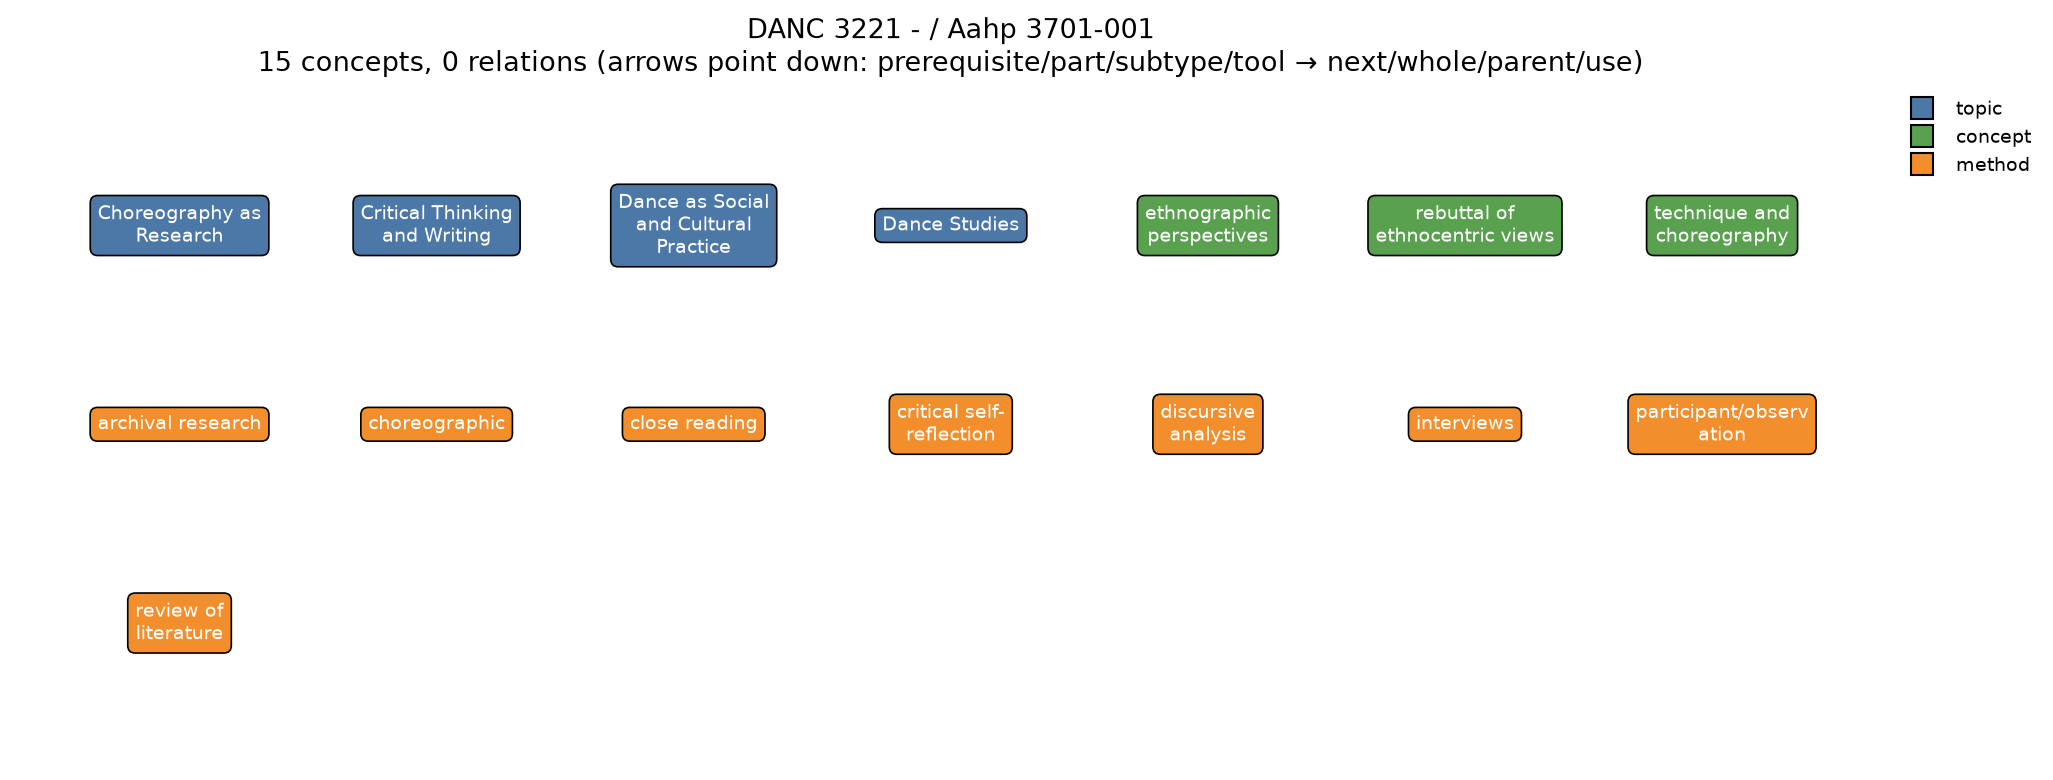 DANC 3221 - / Aahp 3701-001
15 concepts, 0 relations (arrows point down: prerequisite/part/subtype/tool → next/whole/parent/use)
topic
concept
method
Choreography as
Research
Critical Thinking
and Writing
Dance as Social
and Cultural
Practice
Dance Studies
ethnographic
perspectives
rebuttal of
ethnocentric views
technique and
choreography
archival research
choreographic
close reading
critical self-
reflection
discursive
analysis
interviews
participant/observ
ation
review of
literature